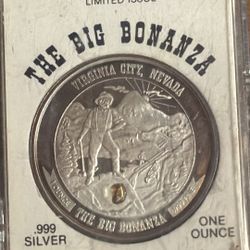 LIMITED ISSUE
THE BIG BONANZA
VIRGINIA CITY, NEVADA
THE BIG BONANZA
.999
SILVER
ONE
OUNCE